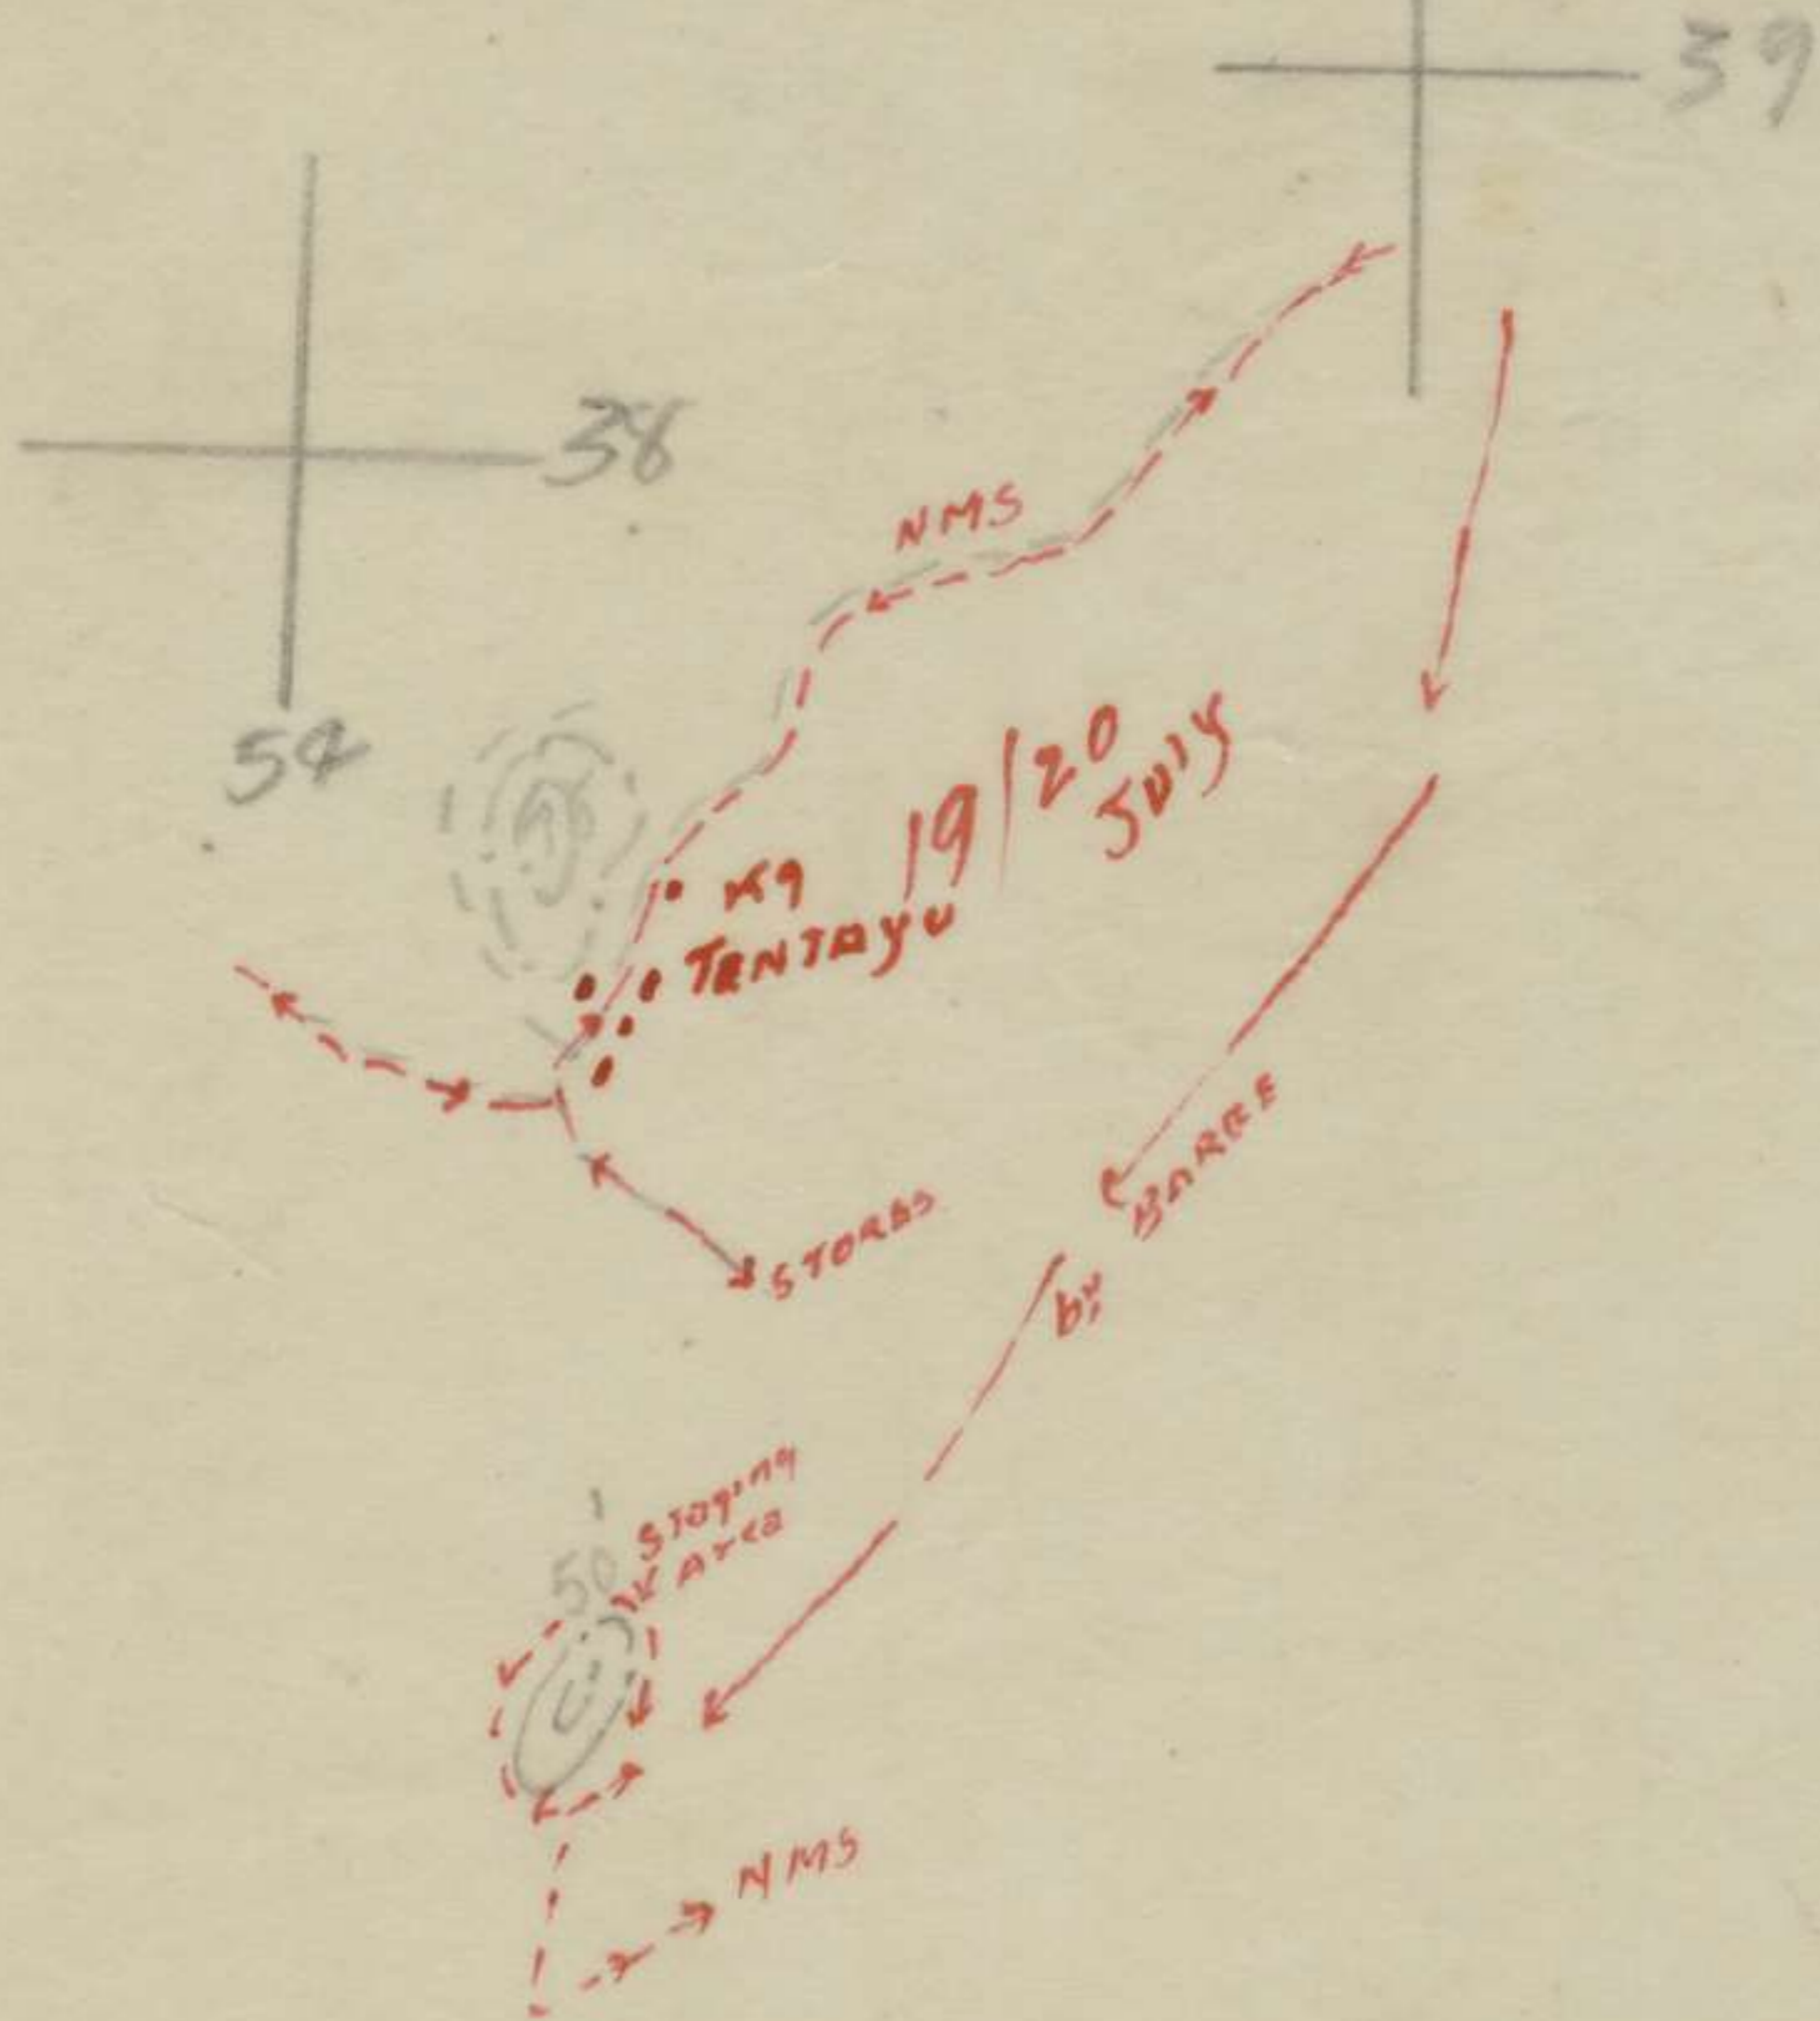 39
38
NMS
54
19/20
July
Kg
TENTAYU
STORES
by BARGE
Staging
Area
50
NMS